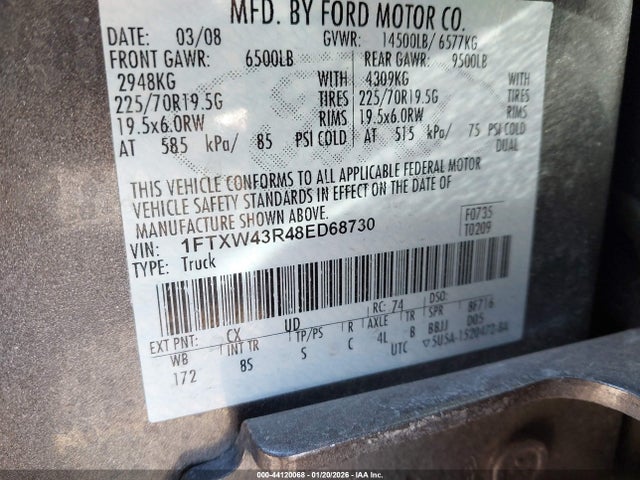 MFD. BY FORD MOTOR CO.
DATE: 03/08 GVWR: 14500LB/ 6577KG
FRONT GAWR: 6500LB REAR GAWR: 9500LB
2948KG WITH 4309KG WITH
225/70R19.5G TIRES 225/70R19.5G TIRES
19.5x6.0RW RIMS 19.5x6.0RW RIMS
AT 585 kPa/ 85 PSI COLD AT 515 kPa/ 75 PSI COLD
DUAL
THIS VEHICLE CONFORMS TO ALL APPLICABLE FEDERAL MOTOR
VEHICLE SAFETY STANDARDS IN EFFECT ON THE DATE OF
MANUFACTURE SHOWN ABOVE.
VIN: 1FTXW43R48ED68730 F0735
TYPE: Truck T0209
EXT PNT: CX UD RC: 74 DSO:
WB INT TR TP/PS R AXLE TR SPR BF716
172 8S S C 4L B BBJJ D05
UTC ▽5U5A-1520472-BA
000-44120068 - 01/20/2026 - IAA Inc.